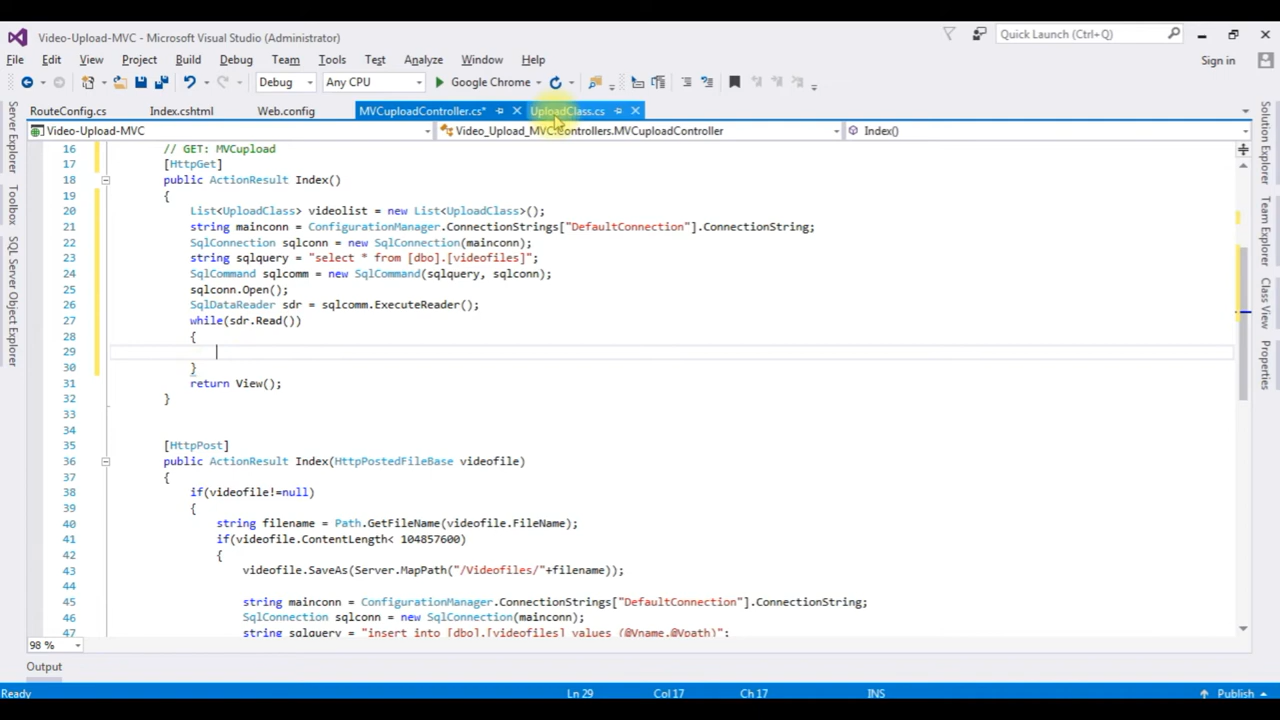 Video-Upload-MVC - Microsoft Visual Studio (Administrator)
Quick Launch (Ctrl+Q)
File Edit View Project Build Debug Team Tools Test Analyze Window Help
Sign in
Debug Any CPU Google Chrome
RouteConfig.cs Index.cshtml Web.config MVCuploadController.cs* UploadClass.cs
Video-Upload-MVC Video_Upload_MVC.Controllers.MVCuploadController Index()
Server Explorer
Toolbox
SQL Server Object Explorer
16 // GET: MVCupload
17 [HttpGet]
18 public ActionResult Index()
19 {
20 List<UploadClass> videolist = new List<UploadClass>();
21 string mainconn = ConfigurationManager.ConnectionStrings["DefaultConnection"].ConnectionString;
22 SqlConnection sqlconn = new SqlConnection(mainconn);
23 string sqlquery = "select * from [dbo].[videofiles]";
24 SqlCommand sqlcomm = new SqlCommand(sqlquery, sqlconn);
25 sqlconn.Open();
26 SqlDataReader sdr = sqlcomm.ExecuteReader();
27 while(sdr.Read())
28 {
29
30 }
31 return View();
32 }
33
34
35 [HttpPost]
36 public ActionResult Index(HttpPostedFileBase videofile)
37 {
38 if(videofile!=null)
39 {
40 string filename = Path.GetFileName(videofile.FileName);
41 if(videofile.ContentLength< 104857600)
42 {
43 videofile.SaveAs(Server.MapPath("/Videofiles/"+filename));
44
45 string mainconn = ConfigurationManager.ConnectionStrings["DefaultConnection"].ConnectionString;
46 SqlConnection sqlconn = new SqlConnection(mainconn);
47 string sqlquery = "insert into [dbo].[videofiles] values (@Vname,@Vpath)";
Solution Explorer
Team Explorer
Class View
Properties
98 %
Output
Ready Ln 29 Col 17 Ch 17 INS Publish